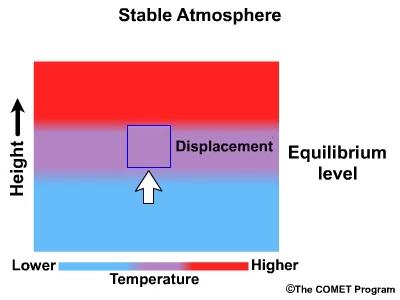 Stable Atmosphere
Height
Displacement
Equilibrium
level
Lower
Higher
Temperature
©The COMET Program